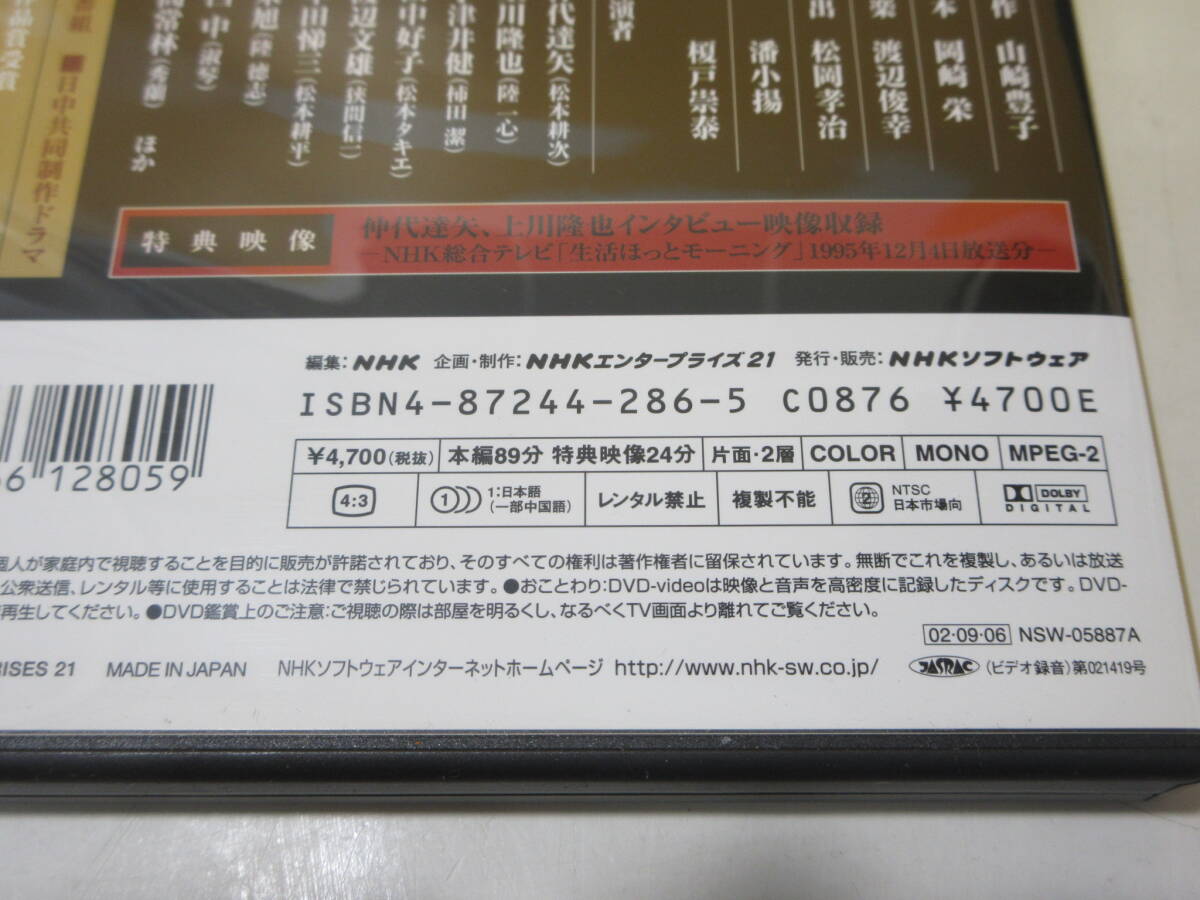 作 山崎豊子
本 岡崎 栄
楽 渡辺俊幸
出 松岡孝治
潘小揚
榎戸崇泰
演者
代達矢(松本耕次)
川隆也(陸 一心)
津井健(柿田 潔)
中好子(松本タキエ)
辺文雄(狭間信一)
田悌三(松本耕平)
旭(陸 徳志)
中(淑琴)
常林(秀蘭)
ほか
番組 ■日中共同制作ドラマ
品賞受賞
特典映像 仲代達矢、上川隆也インタビュー映像収録
−NHK総合テレビ「生活ほっとモーニング」1995年12月4日放送分−
編集:NHK 企画・制作:NHKエンタープライズ21 発行・販売:NHKソフトウェア
ISBN4-87244-286-5 C0876 ¥4700E
6 128059
¥4,700(税抜) 本編89分 特典映像24分 片面・2層 COLOR MONO MPEG-2
4:3 1 1:日本語 (一部中国語) レンタル禁止 複製不能 2 NTSC 日本市場向 DOLBY DIGITAL
個人が家庭内で視聴することを目的に販売が許諾されており、そのすべての権利は著作権者に留保されています。無断でこれを複製し、あるいは放送
公衆送信、レンタル等に使用することは法律で禁じられています。●おことわり:DVD-videoは映像と音声を高密度に記録したディスクです。DVD-
再生してください。●DVD鑑賞上のご注意:ご視聴の際は部屋を明るくし、なるべくTV画面より離れてご覧ください。
02・09・06 NSW-05887A
RISES 21 MADE IN JAPAN NHKソフトウェアインターネットホームページ http://www.nhk-sw.co.jp/ JASRAC (ビデオ録音)第021419号